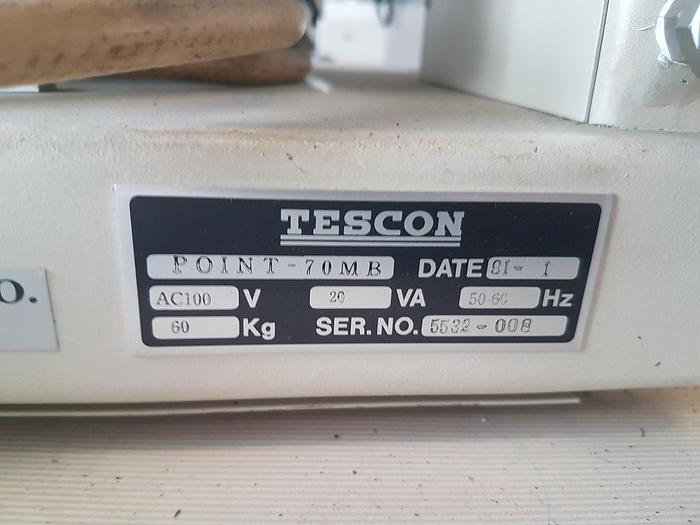 TESCON
POINT-70MB DATE 81-1
AC100 V 20 VA 50-60 Hz
60 Kg SER. NO. 5532-008
O.